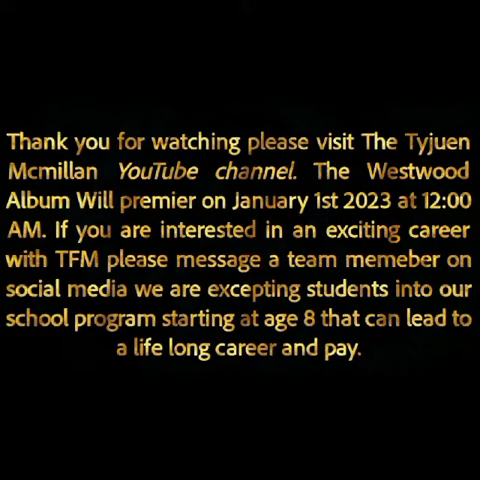 Thank you for watching please visit The Tyjuen
Mcmillan YouTube channel. The Westwood
Album Will premier on January 1st 2023 at 12:00
AM. If you are interested in an exciting career
with TFM please message a team memeber on
social media we are excepting students into our
school program starting at age 8 that can lead to
a life long career and pay.